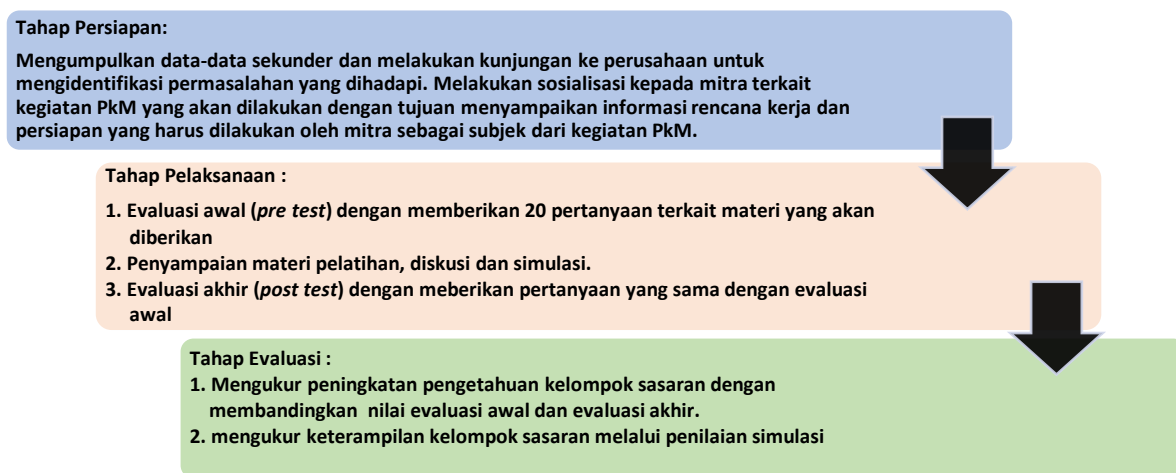 Tahap Persiapan:
Mengumpulkan data-data sekunder dan melakukan kunjungan ke perusahaan untuk
mengidentifikasi permasalahan yang dihadapi. Melakukan sosialisasi kepada mitra terkait
kegiatan PkM yang akan dilakukan dengan tujuan menyampaikan informasi rencana kerja dan
persiapan yang harus dilakukan oleh mitra sebagai subjek dari kegiatan PkM.
Tahap Pelaksanaan :
1. Evaluasi awal (pre test) dengan memberikan 20 pertanyaan terkait materi yang akan
diberikan
2. Penyampaian materi pelatihan, diskusi dan simulasi.
3. Evaluasi akhir (post test) dengan meberikan pertanyaan yang sama dengan evaluasi
awal
Tahap Evaluasi :
1. Mengukur peningkatan pengetahuan kelompok sasaran dengan
membandingkan nilai evaluasi awal dan evaluasi akhir.
2. mengukur keterampilan kelompok sasaran melalui penilaian simulasi